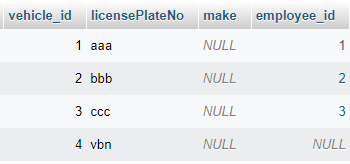 vehicle_id licensePlateNo make employee_id
1 aaa NULL 1
2 bbb NULL 2
3 ccc NULL 3
4 vbn NULL NULL